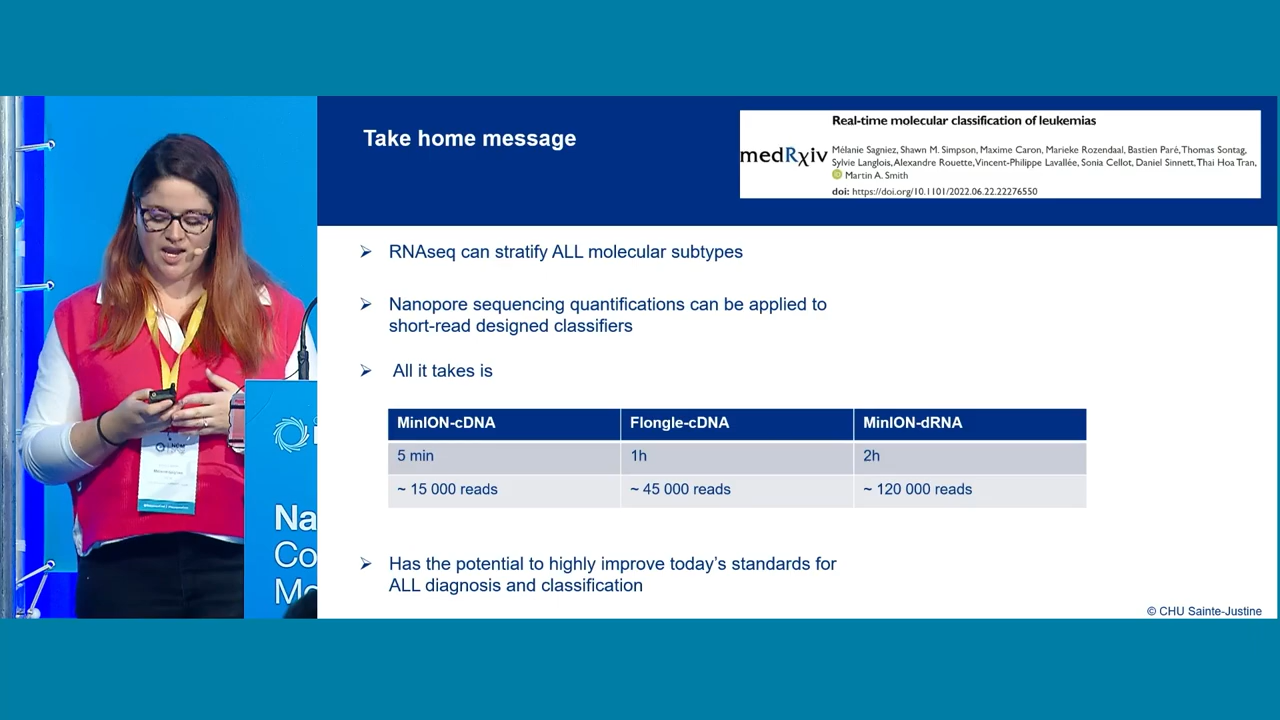 Take home message
Real-time molecular classification of leukemias
medRxiv
Mélanie Sagniez, Shawn M. Simpson, Maxime Caron, Marieke Rozendaal, Bastien Paré, Thomas Sontag,
Sylvie Langlois, Alexandre Rouette, Vincent-Philippe Lavallée, Sonia Cellot, Daniel Sinnett, Thai Hoa Tran,
Martin A. Smith
doi: https://doi.org/10.1101/2022.06.22.22276550
RNAseq can stratify ALL molecular subtypes
Nanopore sequencing quantifications can be applied to
short-read designed classifiers
All it takes is
MinION-cDNA Flongle-cDNA MinION-dRNA
5 min 1h 2h
~ 15 000 reads ~ 45 000 reads ~ 120 000 reads
Has the potential to highly improve today's standards for
ALL diagnosis and classification
© CHU Sainte-Justine
Na
Co